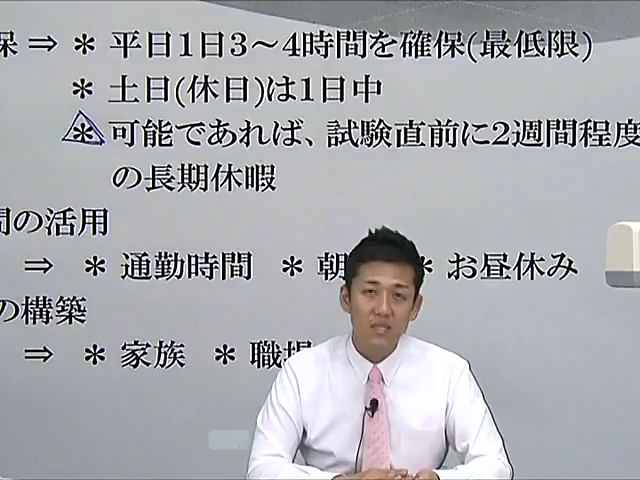 保 ⇒ ＊ 平日1日3～4時間を確保(最低限)
＊ 土日(休日)は1日中
＊ 可能であれば、試験直前に2週間程度
の長期休暇
間の活用
⇒ ＊ 通勤時間 ＊ 朝 ＊ お昼休み
の構築
⇒ ＊ 家族 ＊ 職場